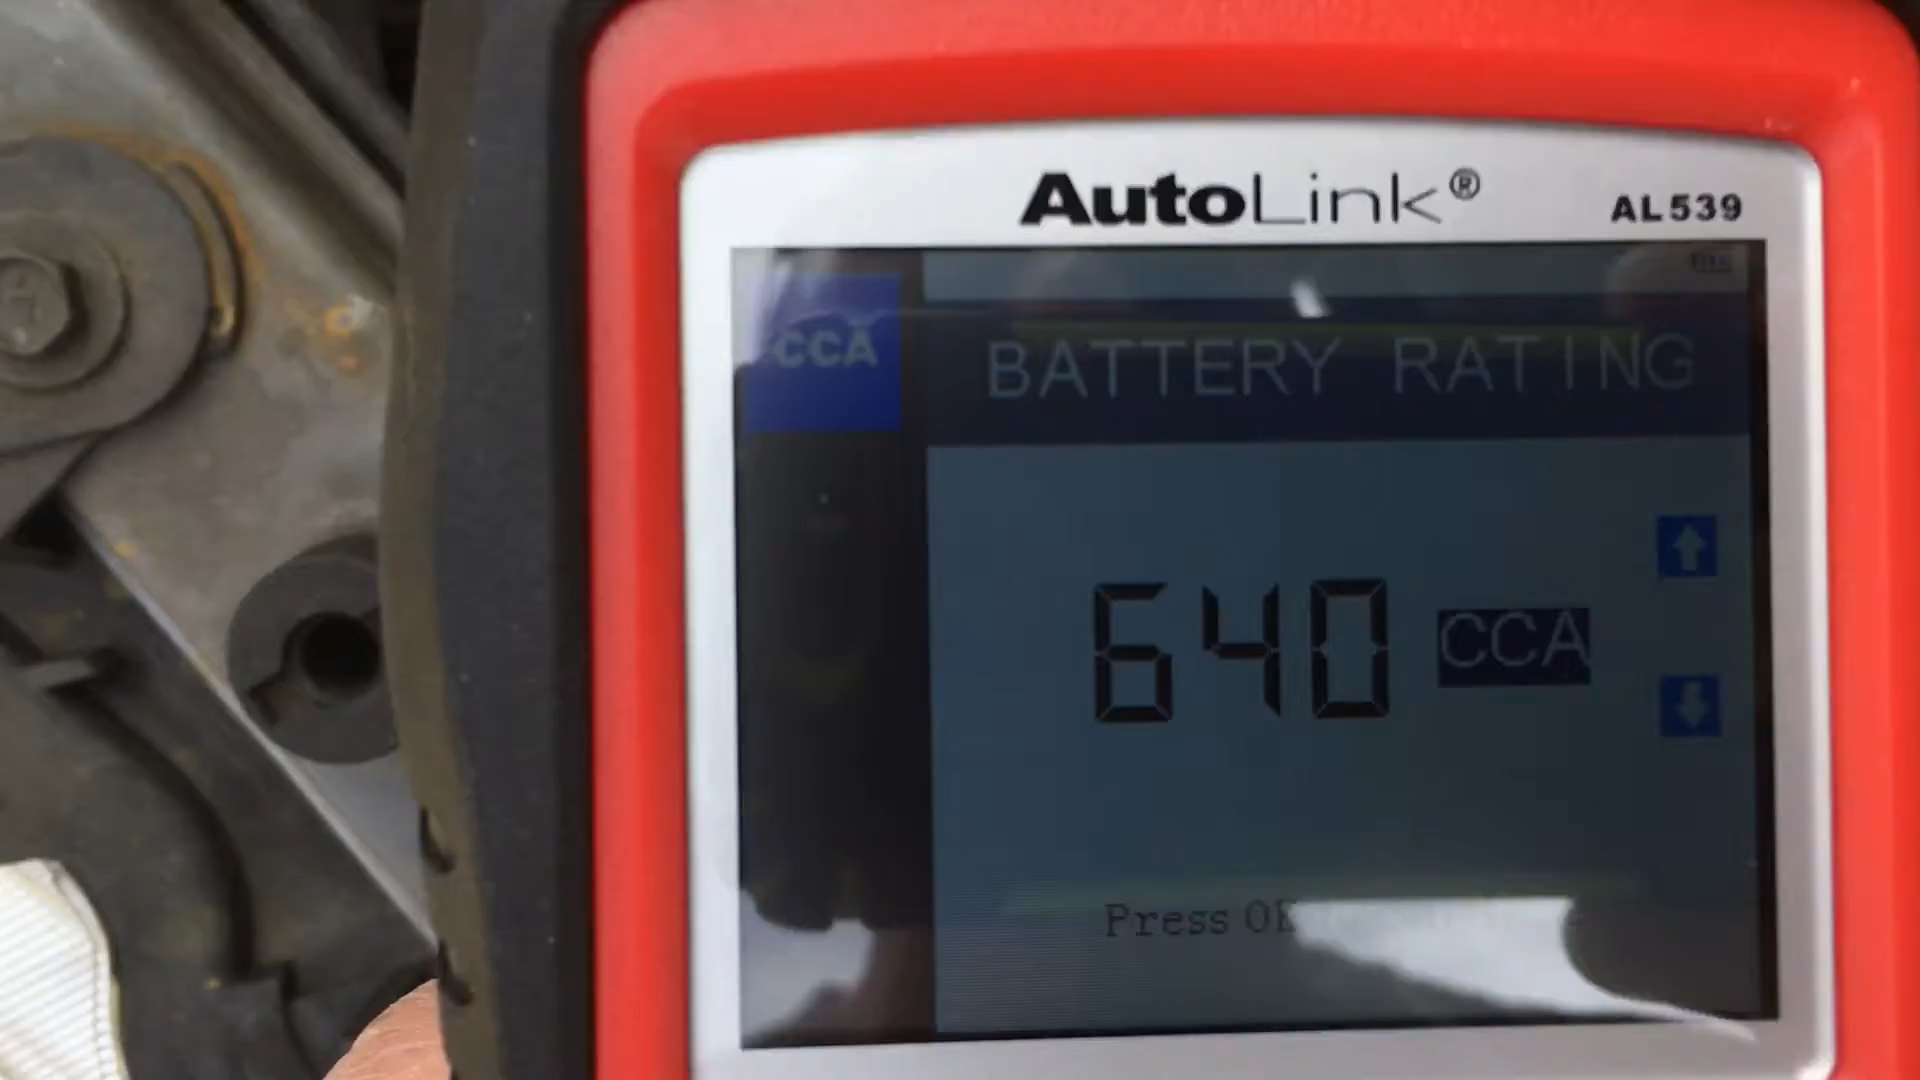 AutoLink®
AL539
CCA
BATTERY RATING
640 CCA
Press